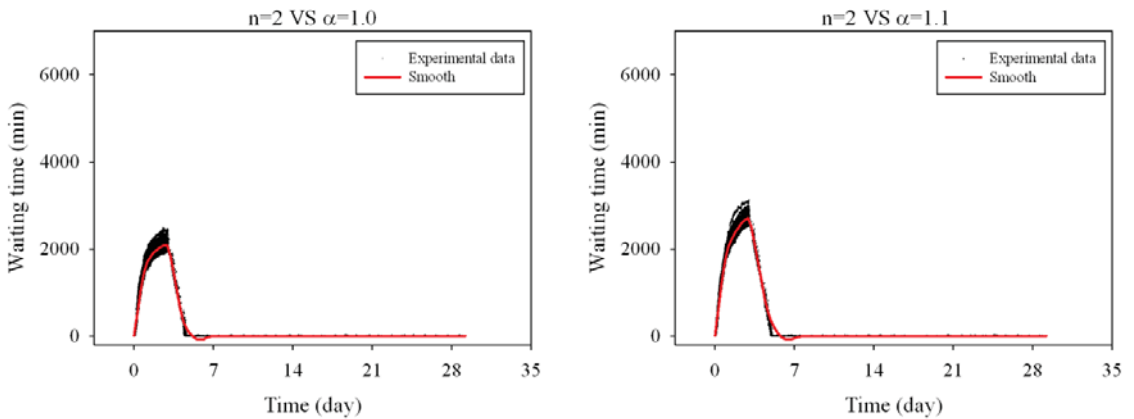 n=2 VS α=1.0
Experimental data
Smooth
6000
4000
2000
0
Waiting time (min)
0 7 14 21 28 35
Time (day)
n=2 VS α=1.1
Experimental data
Smooth
6000
4000
2000
0
Waiting time (min)
0 7 14 21 28 35
Time (day)